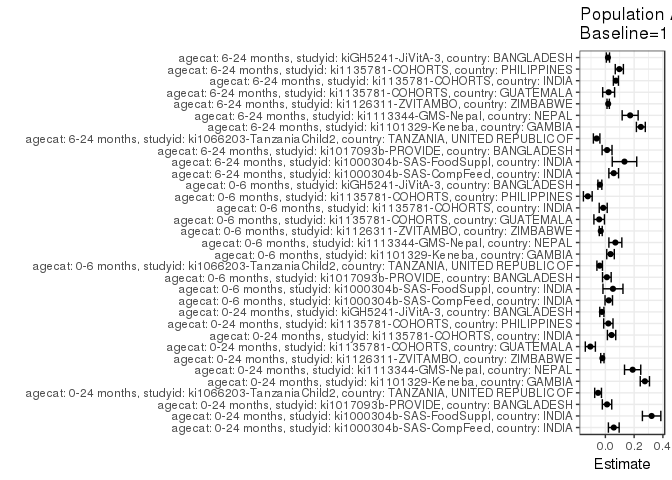 Population A
Baseline=1
agecat: 6-24 months, studyid: kiGH5241-JiVitA-3, country: BANGLADESH
agecat: 6-24 months, studyid: ki1135781-COHORTS, country: PHILIPPINES
agecat: 6-24 months, studyid: ki1135781-COHORTS, country: INDIA
agecat: 6-24 months, studyid: ki1135781-COHORTS, country: GUATEMALA
agecat: 6-24 months, studyid: ki1126311-ZVITAMBO, country: ZIMBABWE
agecat: 6-24 months, studyid: ki1113344-GMS-Nepal, country: NEPAL
agecat: 6-24 months, studyid: ki1101329-Keneba, country: GAMBIA
agecat: 6-24 months, studyid: ki1066203-TanzaniaChild2, country: TANZANIA, UNITED REPUBLIC OF
agecat: 6-24 months, studyid: ki1017093b-PROVIDE, country: BANGLADESH
agecat: 6-24 months, studyid: ki1000304b-SAS-FoodSuppl, country: INDIA
agecat: 6-24 months, studyid: ki1000304b-SAS-CompFeed, country: INDIA
agecat: 0-6 months, studyid: kiGH5241-JiVitA-3, country: BANGLADESH
agecat: 0-6 months, studyid: ki1135781-COHORTS, country: PHILIPPINES
agecat: 0-6 months, studyid: ki1135781-COHORTS, country: INDIA
agecat: 0-6 months, studyid: ki1135781-COHORTS, country: GUATEMALA
agecat: 0-6 months, studyid: ki1126311-ZVITAMBO, country: ZIMBABWE
agecat: 0-6 months, studyid: ki1113344-GMS-Nepal, country: NEPAL
agecat: 0-6 months, studyid: ki1101329-Keneba, country: GAMBIA
agecat: 0-6 months, studyid: ki1066203-TanzaniaChild2, country: TANZANIA, UNITED REPUBLIC OF
agecat: 0-6 months, studyid: ki1017093b-PROVIDE, country: BANGLADESH
agecat: 0-6 months, studyid: ki1000304b-SAS-FoodSuppl, country: INDIA
agecat: 0-6 months, studyid: ki1000304b-SAS-CompFeed, country: INDIA
agecat: 0-24 months, studyid: kiGH5241-JiVitA-3, country: BANGLADESH
agecat: 0-24 months, studyid: ki1135781-COHORTS, country: PHILIPPINES
agecat: 0-24 months, studyid: ki1135781-COHORTS, country: INDIA
agecat: 0-24 months, studyid: ki1135781-COHORTS, country: GUATEMALA
agecat: 0-24 months, studyid: ki1126311-ZVITAMBO, country: ZIMBABWE
agecat: 0-24 months, studyid: ki1113344-GMS-Nepal, country: NEPAL
agecat: 0-24 months, studyid: ki1101329-Keneba, country: GAMBIA
agecat: 0-24 months, studyid: ki1066203-TanzaniaChild2, country: TANZANIA, UNITED REPUBLIC OF
agecat: 0-24 months, studyid: ki1017093b-PROVIDE, country: BANGLADESH
agecat: 0-24 months, studyid: ki1000304b-SAS-FoodSuppl, country: INDIA
agecat: 0-24 months, studyid: ki1000304b-SAS-CompFeed, country: INDIA
0.0 0.2 0.4
Estimate